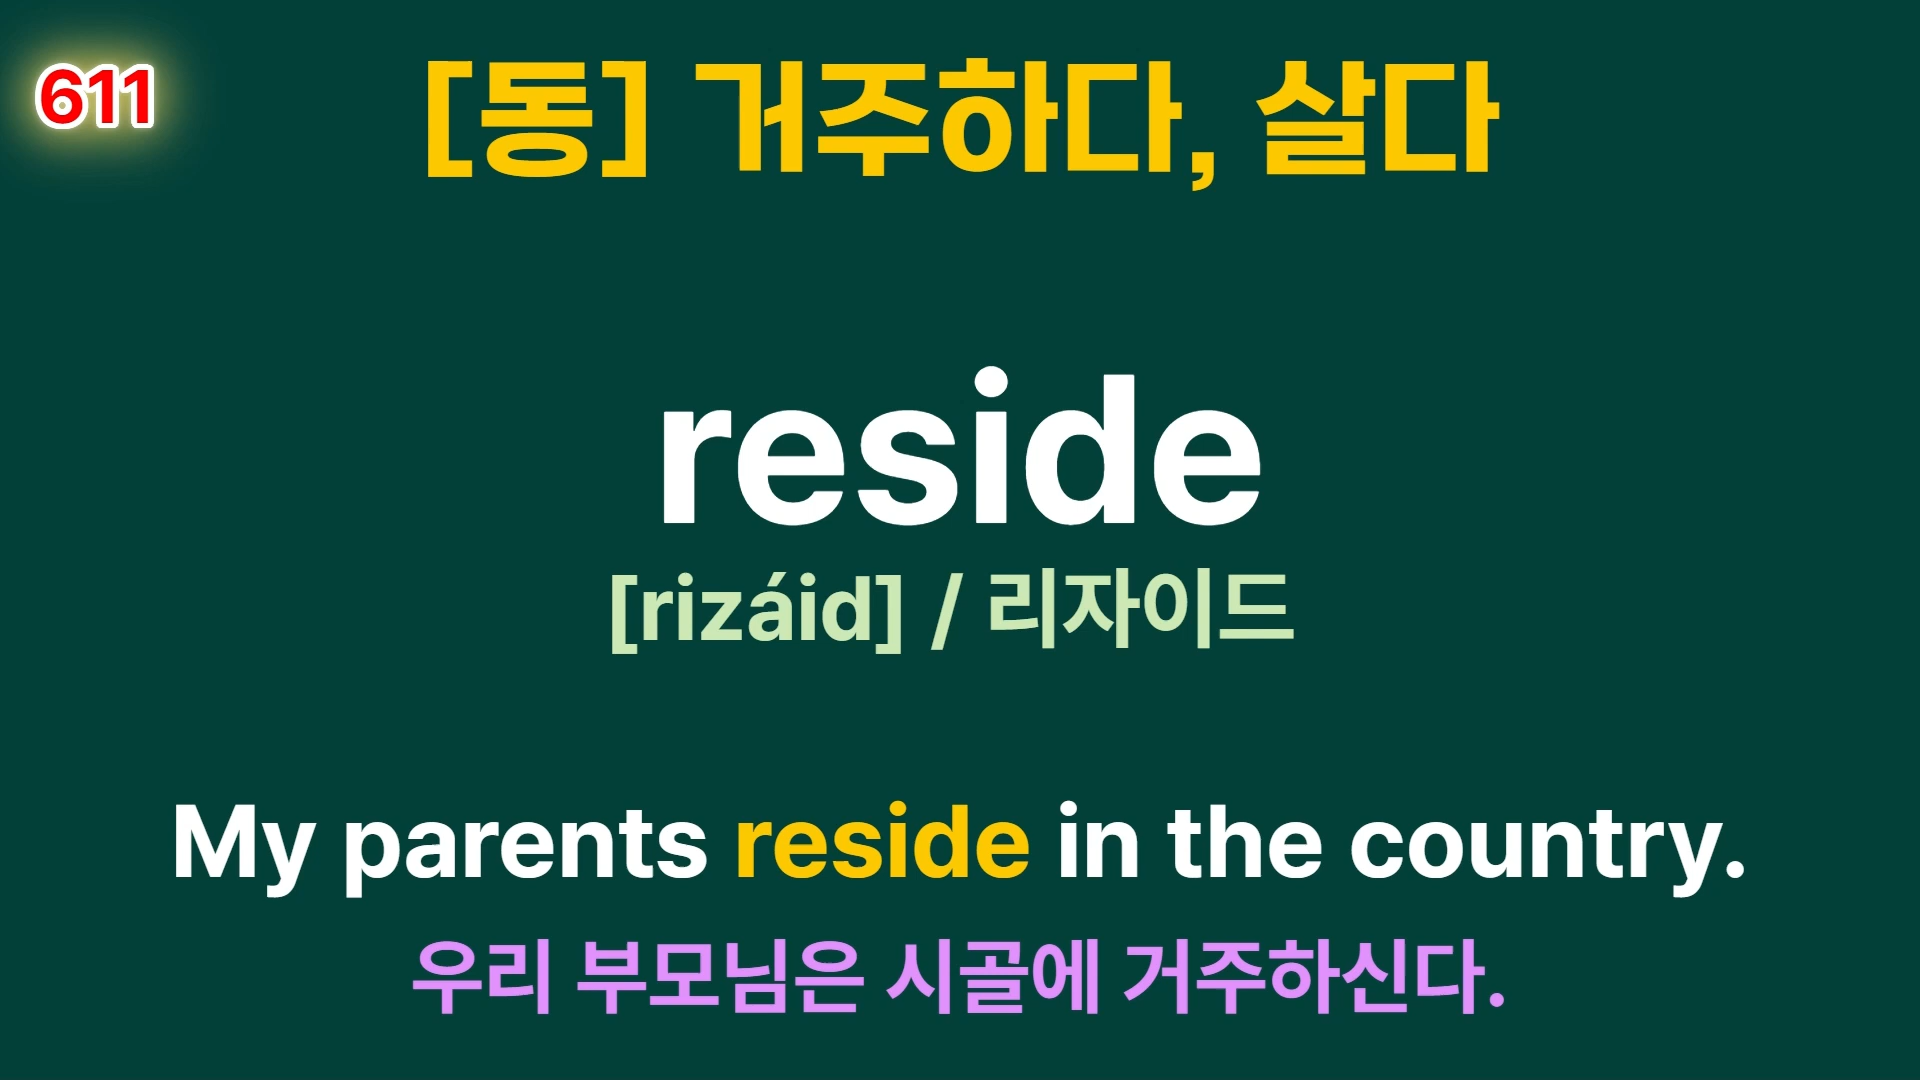 611
[동] 거주하다, 살다
reside
[rizáid] / 리자이드
My parents reside in the country.
우리 부모님은 시골에 거주하신다.